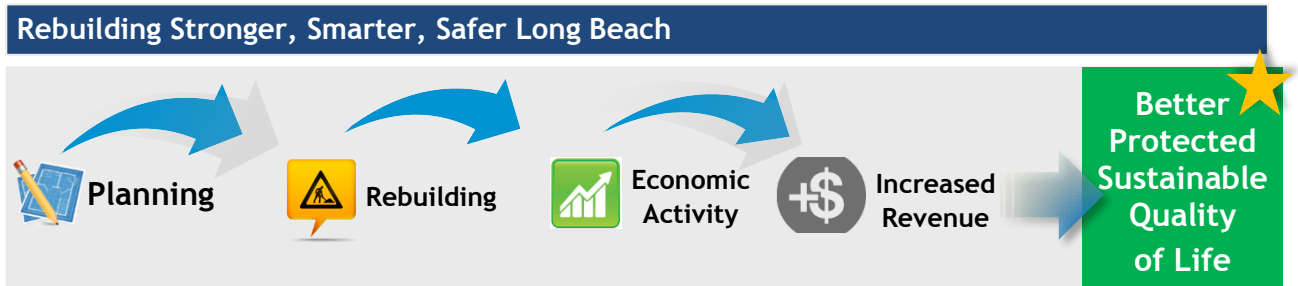 Rebuilding Stronger, Smarter, Safer Long Beach
Planning
Rebuilding
Economic
Activity
+$
Increased
Revenue
Better
Protected
Sustainable
Quality
of Life